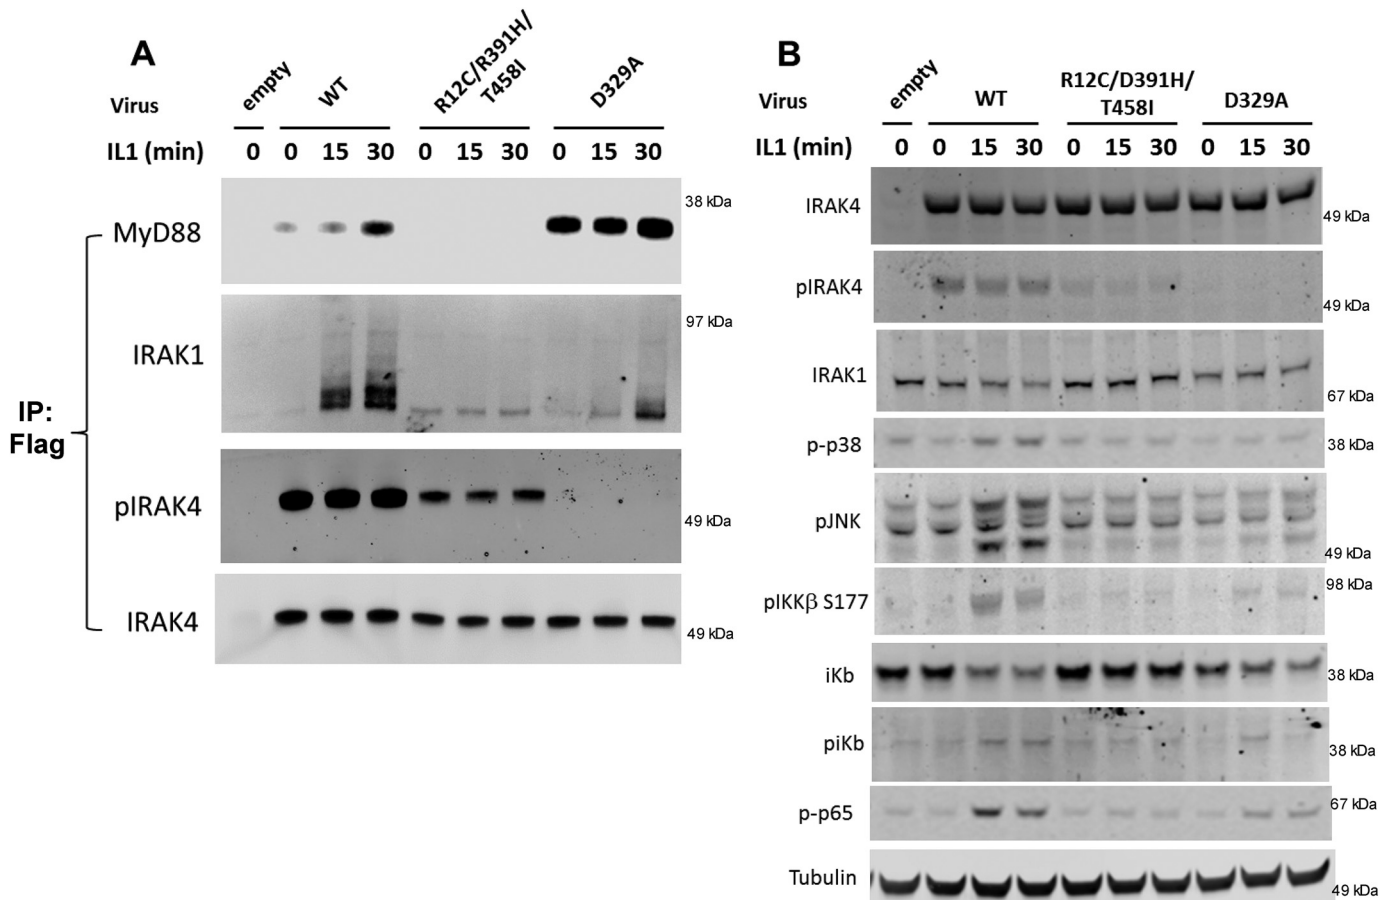 A
Virus
empty
WT
R12C/R391H/
T458I
D329A
IL1 (min)
0 0 15 30 0 15 30 0 15 30
MyD88
38 kDa
IRAK1
97 kDa
IP:
Flag
pIRAK4
49 kDa
IRAK4
49 kDa
B
Virus
empty
WT
R12C/D391H/
T458I
D329A
IL1 (min)
0 0 15 30 0 15 30 0 15 30
IRAK4
49 kDa
pIRAK4
49 kDa
IRAK1
67 kDa
p-p38
38 kDa
pJNK
49 kDa
pIKKβ S177
98 kDa
iKb
38 kDa
piKb
38 kDa
p-p65
67 kDa
Tubulin
49 kDa